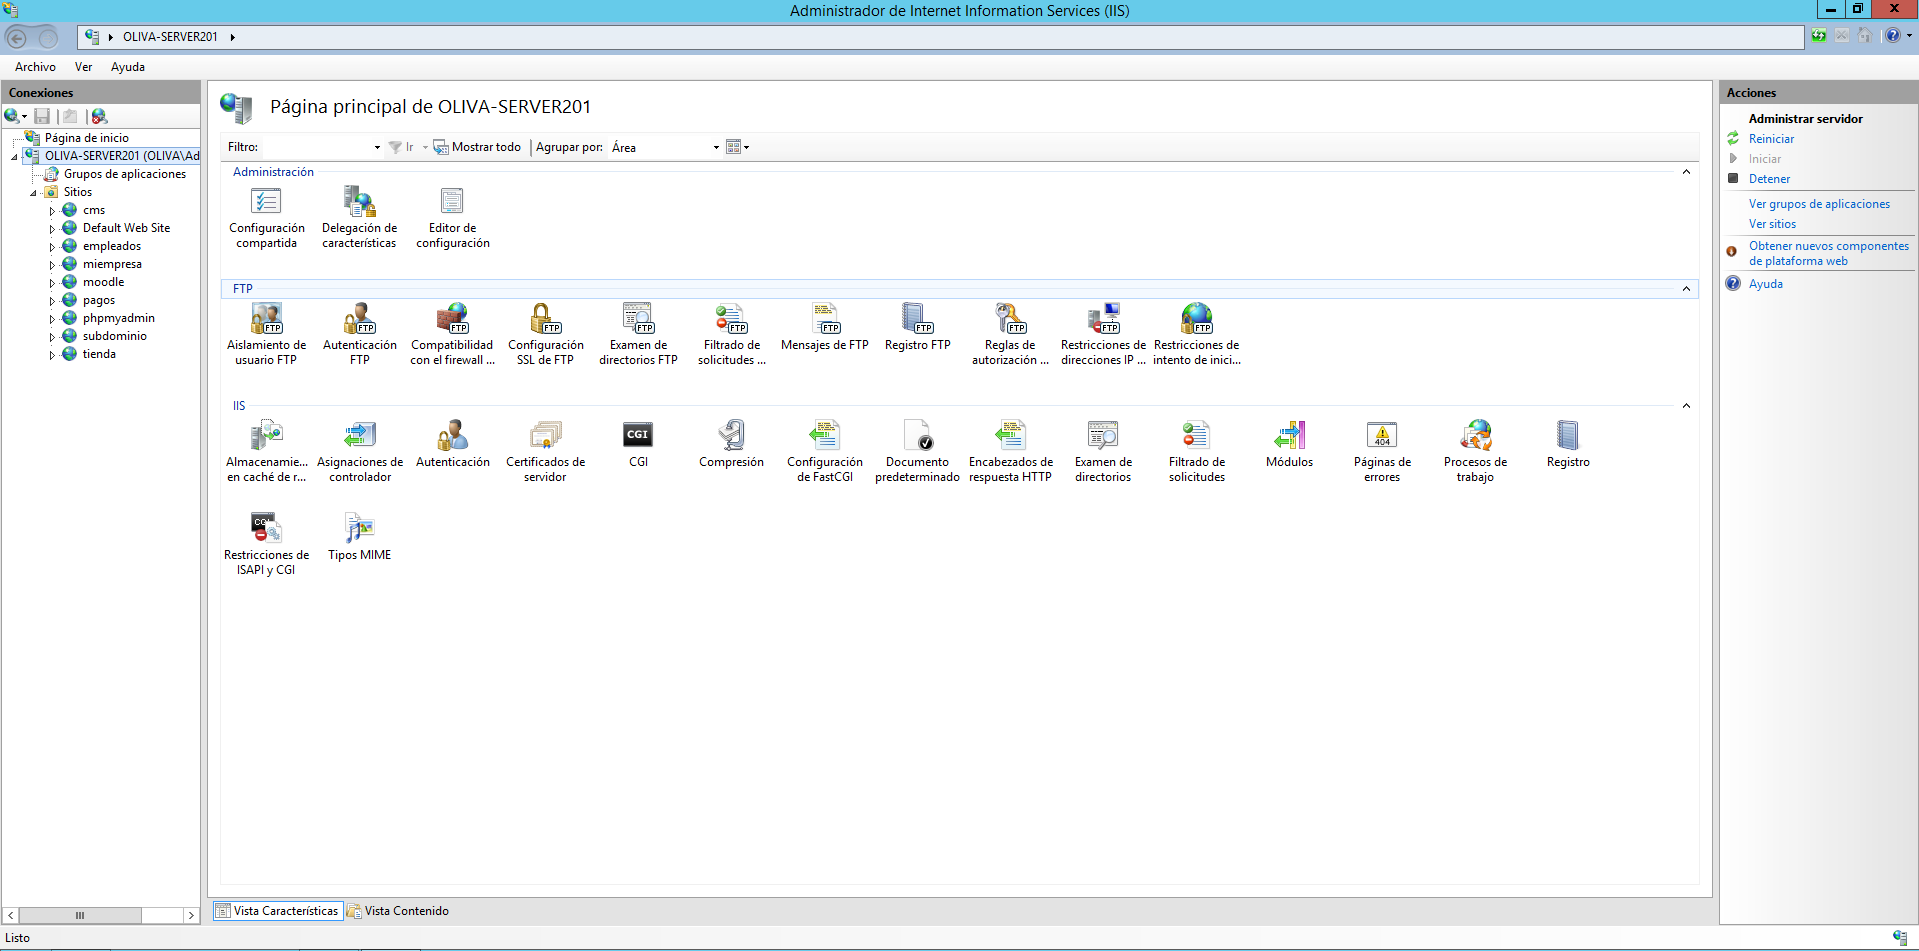 Administrador de Internet Information Services (IIS)
OLIVA-SERVER201
Archivo Ver Ayuda
Conexiones
Página de inicio
OLIVA-SERVER201 (OLIVA\Ad
Grupos de aplicaciones
Sitios
cms
Default Web Site
empleados
miempresa
moodle
pagos
phpmyadmin
subdominio
tienda
Página principal de OLIVA-SERVER201
Filtro: Ir Mostrar todo Agrupar por: Área
Administración
Configuración compartida
Delegación de características
Editor de configuración
FTP
Aislamiento de usuario FTP
Autenticación FTP
Compatibilidad con el firewall ...
Configuración SSL de FTP
Examen de directorios FTP
Filtrado de solicitudes ...
Mensajes de FTP
Registro FTP
Reglas de autorización ...
Restricciones de direcciones IP ...
Restricciones de intento de inici...
IIS
Almacenamie... en caché de r...
Asignaciones de controlador
Autenticación
Certificados de servidor
CGI
CGI
Compresión
Configuración de FastCGI
Documento predeterminado
Encabezados de respuesta HTTP
Examen de directorios
Filtrado de solicitudes
Módulos
404
Páginas de errores
Procesos de trabajo
Registro
Restricciones de ISAPI y CGI
Tipos MIME
Vista Características Vista Contenido
Acciones
Administrar servidor
Reiniciar
Iniciar
Detener
Ver grupos de aplicaciones
Ver sitios
Obtener nuevos componentes
de plataforma web
Ayuda
Listo